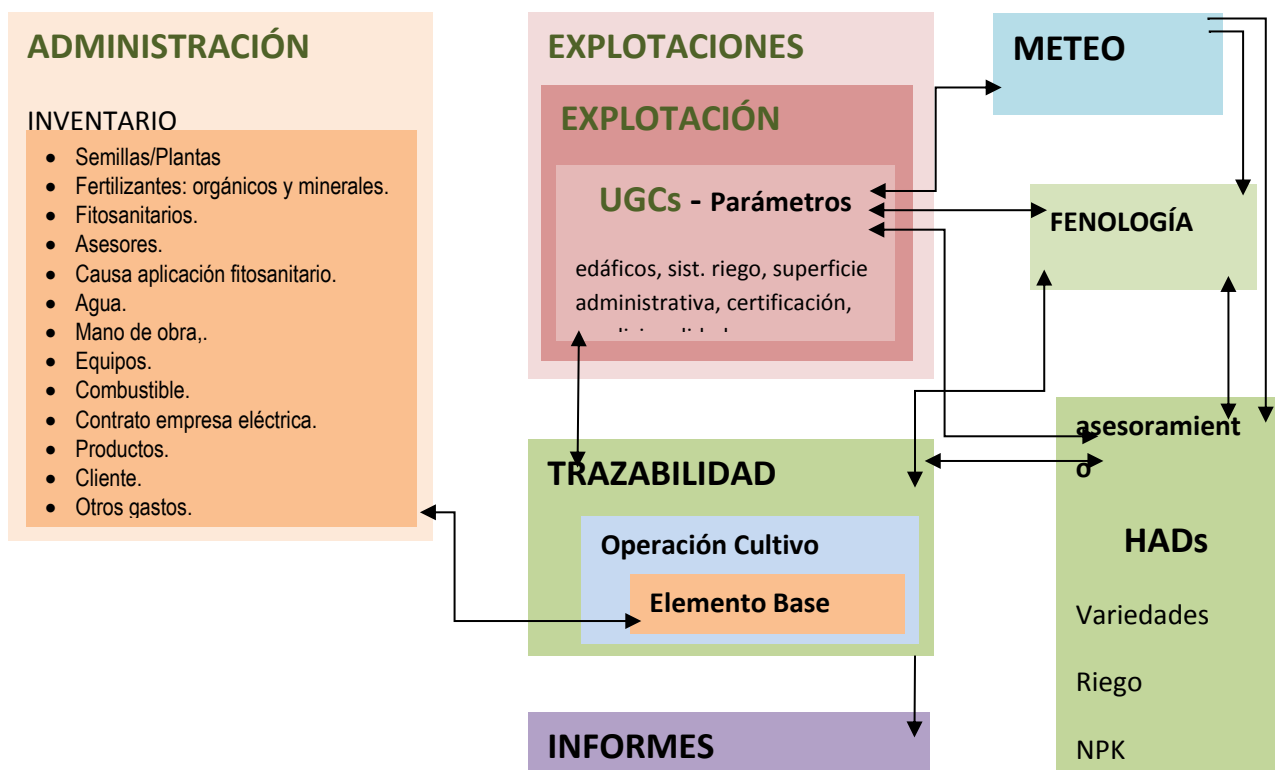 ADMINISTRACIÓN
INVENTARIO
• Semillas/Plantas
• Fertilizantes: orgánicos y minerales.
• Fitosanitarios.
• Asesores.
• Causa aplicación fitosanitario.
• Agua.
• Mano de obra,.
• Equipos.
• Combustible.
• Contrato empresa eléctrica.
• Productos.
• Cliente.
• Otros gastos.
EXPLOTACIONES
EXPLOTACIÓN
UGCs - Parámetros
edáficos, sist. riego, superficie
administrativa, certificación,
METEO
FENOLOGÍA
TRAZABILIDAD
Operación Cultivo
Elemento Base
INFORMES
asesoramient
o
HADs
Variedades
Riego
NPK